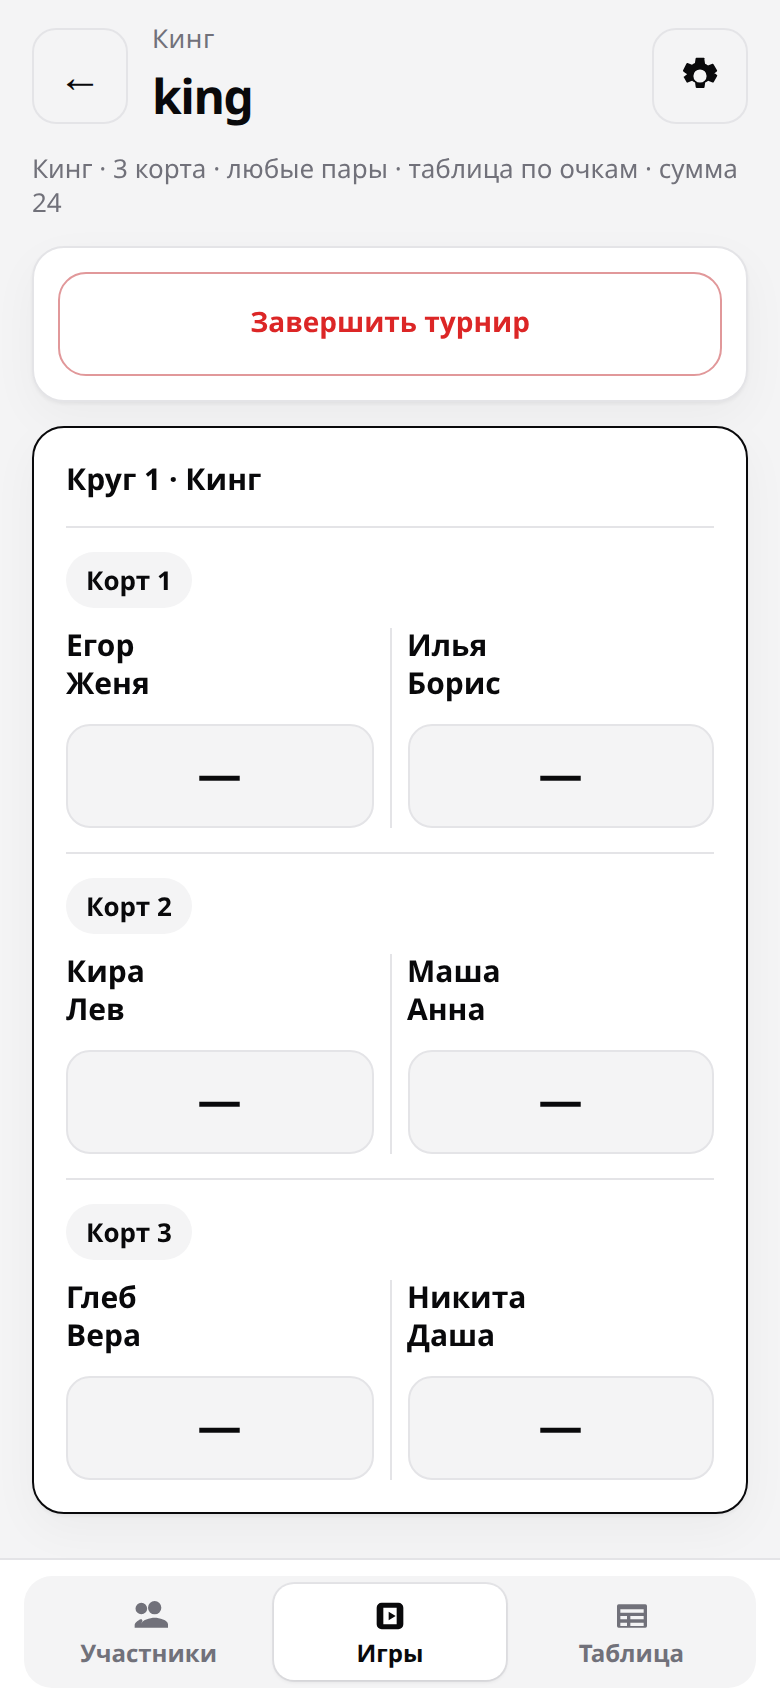 ←
Кинг
king
Кинг · 3 корта · любые пары · таблица по очкам · сумма
24
Завершить турнир
Круг 1 · Кинг
Корт 1
Егор
Женя
Илья
Борис
—
—
Корт 2
Кира
Лев
Маша
Анна
—
—
Корт 3
Глеб
Вера
Никита
Даша
—
—
Участники
Игры
Таблица